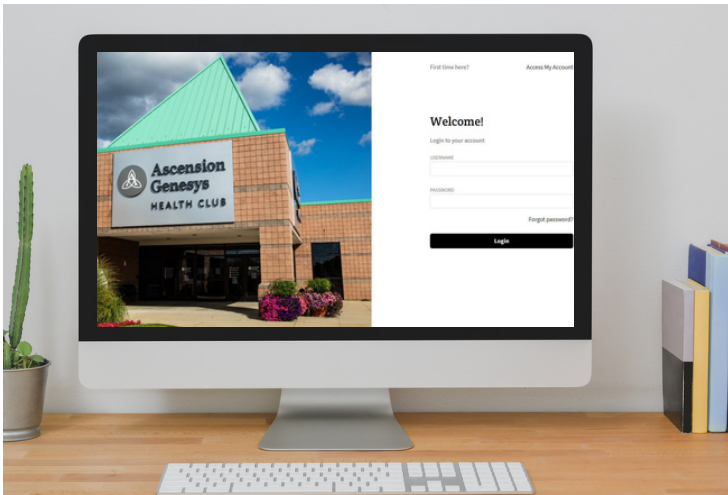 Ascension
Genesys
HEALTH CLUB
First time here?
Access My Account
Welcome!
Login to your account
USERNAME
PASSWORD
Forgot password?
Login